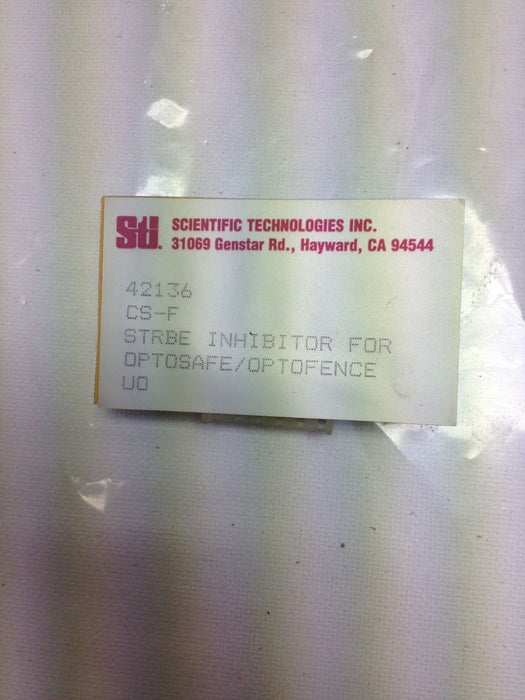 sti. SCIENTIFIC TECHNOLOGIES INC.
31069 Genstar Rd., Hayward, CA 94544
42136
CS-F
STRBE INHIBITOR FOR
OPTOSAFE/OPTOFENCE
UO